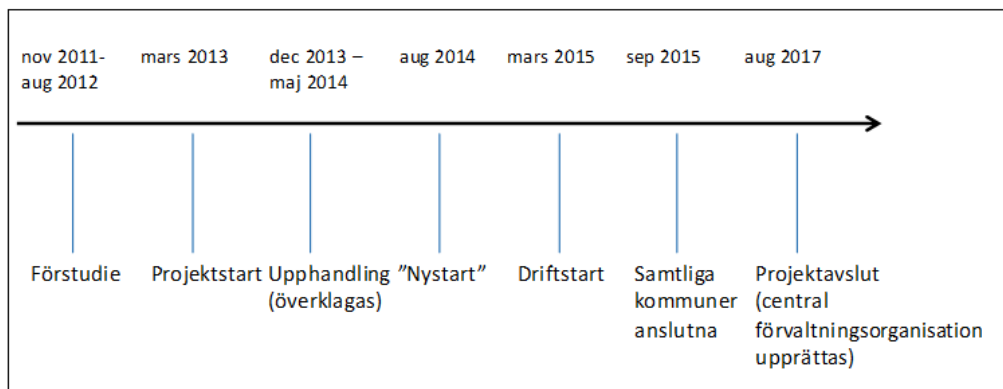 nov 2011- mars 2013 dec 2013 – aug 2014 mars 2015 sep 2015 aug 2017
aug 2012 maj 2014
Förstudie Projektstart Upphandling ”Nystart” Driftstart Samtliga Projektavslut
(överklagas) kommuner (central
anslutna förvaltningsorganisation
upprättas)